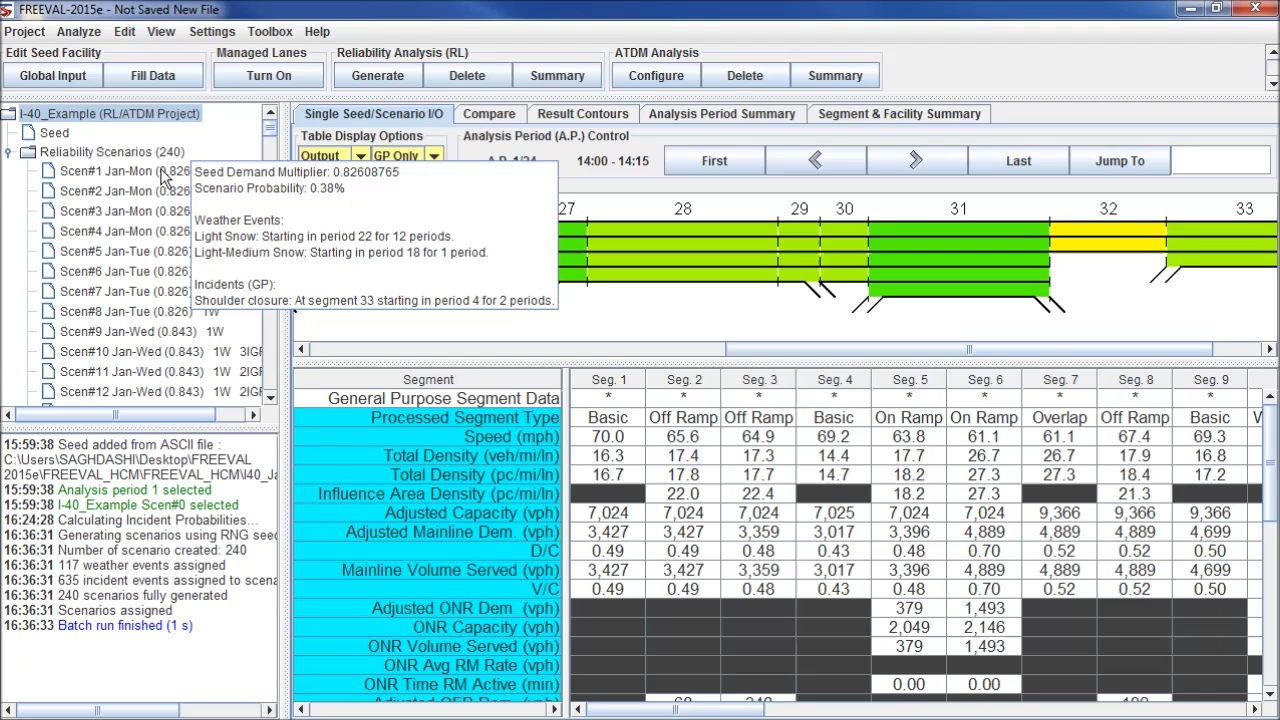 FREEVAL-2015e - Not Saved New File
Project Analyze Edit View Settings Toolbox Help
Edit Seed Facility Managed Lanes Reliability Analysis (RL) ATDM Analysis
Global Input Fill Data Turn On Generate Delete Summary Configure Delete Summary
I-40_Example (RL/ATDM Project)
Seed
Reliability Scenarios (240)
Scen#1 Jan-Mon (0.826
Scen#2 Jan-Mon (0.826
Scen#3 Jan-Mon (0.826
Scen#4 Jan-Mon (0.826
Scen#5 Jan-Tue (0.826)
Scen#6 Jan-Tue (0.826)
Scen#7 Jan-Tue (0.826)
Scen#8 Jan-Tue (0.826) 1W
Scen#9 Jan-Wed (0.843) 1W
Scen#10 Jan-Wed (0.843) 1W 3IGF
Scen#11 Jan-Wed (0.843) 1W 2IGF
Scen#12 Jan-Wed (0.843) 1W 2IGF
Seed Demand Multiplier: 0.82608765
Scenario Probability: 0.38%
Weather Events:
Light Snow: Starting in period 22 for 12 periods.
Light-Medium Snow: Starting in period 18 for 1 period.
Incidents (GP):
Shoulder closure: At segment 33 starting in period 4 for 2 periods.
Single Seed/Scenario I/O Compare Result Contours Analysis Period Summary Segment & Facility Summary
Table Display Options Analysis Period (A.P.) Control
Output GP Only A.P. 1/24 14:00 - 14:15 First < > Last Jump To
27 28 29 30 31 32 33
15:59:38 Seed added from ASCII file :
C:\Users\SAGHDASHI\Desktop\FREEVAL
2015e\FREEVAL_HCM\FREEVAL_HCM\I40_Ja
15:59:38 Analysis period 1 selected
15:59:38 I-40_Example Scen#0 selected
16:24:28 Calculating Incident Probabilities...
16:36:31 Generating scenarios using RNG seed
16:36:31 Number of scenario created: 240
16:36:31 117 weather events assigned
16:36:31 635 incident events assigned to scena
16:36:31 240 scenarios fully generated
16:36:31 Scenarios assigned
16:36:33 Batch run finished (1 s)
Segment Seg. 1 Seg. 2 Seg. 3 Seg. 4 Seg. 5 Seg. 6 Seg. 7 Seg. 8 Seg. 9
General Purpose Segment Data * * * * * * * * *
Processed Segment Type Basic Off Ramp Off Ramp Basic On Ramp On Ramp Overlap Off Ramp Basic
Speed (mph) 70.0 65.6 64.9 69.2 63.8 61.1 61.1 67.4 69.3
Total Density (veh/mi/ln) 16.3 17.4 17.3 14.4 17.7 26.7 26.7 17.9 16.8
Total Density (pc/mi/ln) 16.7 17.8 17.7 14.7 18.2 27.3 27.3 18.4 17.2
Influence Area Density (pc/mi/ln) 22.0 22.4 18.2 27.3 21.3
Adjusted Capacity (vph) 7,024 7,024 7,024 7,025 7,024 7,024 9,366 9,366 9,366
Adjusted Mainline Dem. (vph) 3,427 3,427 3,359 3,017 3,396 4,889 4,889 4,889 4,699
D/C 0.49 0.49 0.48 0.43 0.48 0.70 0.52 0.52 0.50
Mainline Volume Served (vph) 3,427 3,427 3,359 3,017 3,396 4,889 4,889 4,889 4,699
V/C 0.49 0.49 0.48 0.43 0.48 0.70 0.52 0.52 0.50
Adjusted ONR Dem. (vph) 379 1,493
ONR Capacity (vph) 2,049 2,146
ONR Volume Served (vph) 379 1,493
ONR Avg RM Rate (vph)
ONR Time RM Active (min) 0.00 0.00